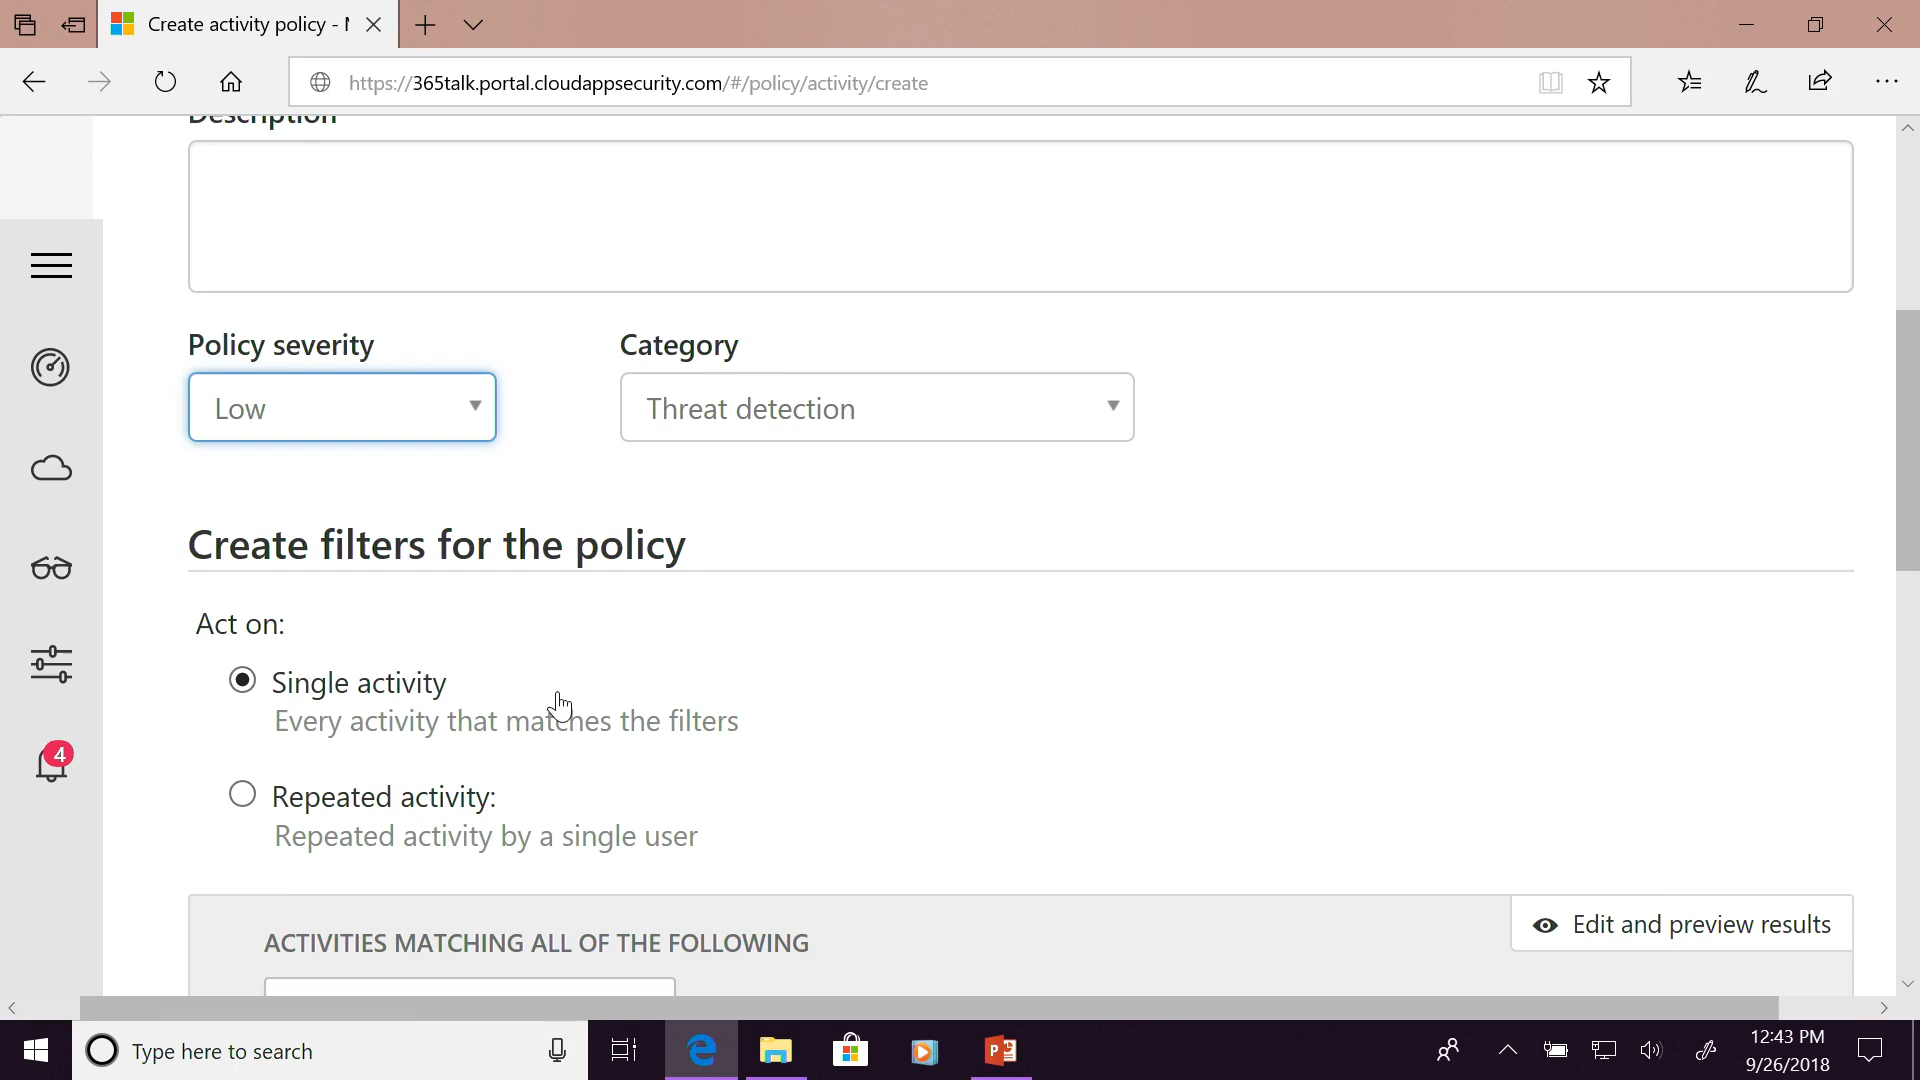 Create activity policy - M
https://365talk.portal.cloudappsecurity.com/#/policy/activity/create
Description
Policy severity
Category
Low
Threat detection
Create filters for the policy
Act on:
Single activity
Every activity that matches the filters
4
Repeated activity:
Repeated activity by a single user
Edit and preview results
ACTIVITIES MATCHING ALL OF THE FOLLOWING
Type here to search
12:43 PM
9/26/2018